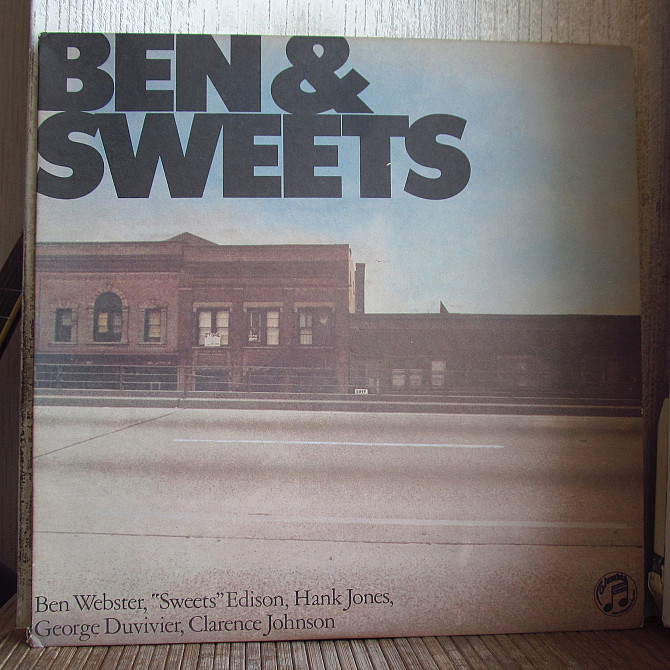 BEN &
SWEETS
Ben Webster, "Sweets" Edison, Hank Jones,
George Duvivier, Clarence Johnson